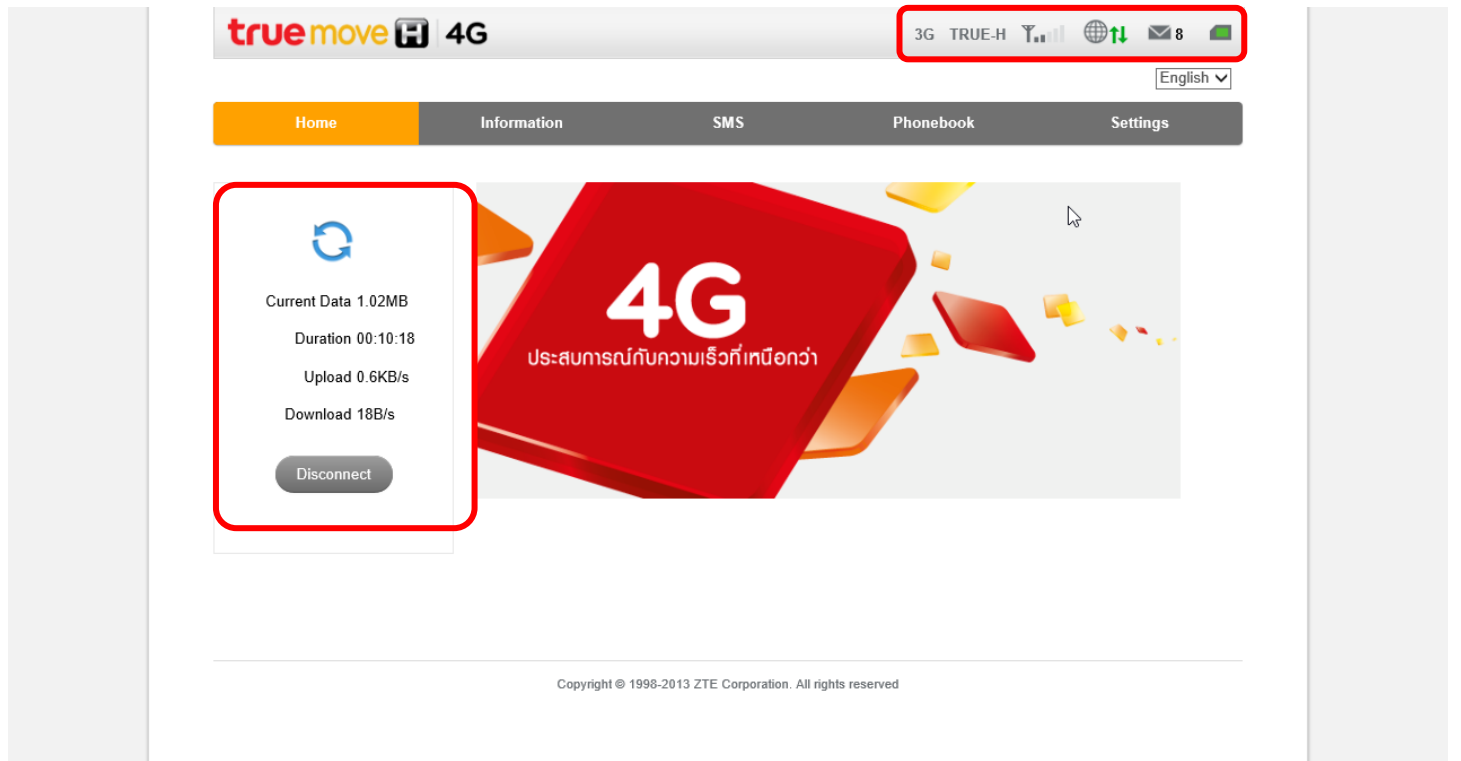 truemove H 4G
3G TRUE-H 8
English
Home Information SMS Phonebook Settings
Current Data 1.02MB
Duration 00:10:18
Upload 0.6KB/s
Download 18B/s
Disconnect
4G
ประสบการณ์กับความเร็วที่เหนือกว่า
Copyright © 1998-2013 ZTE Corporation. All rights reserved